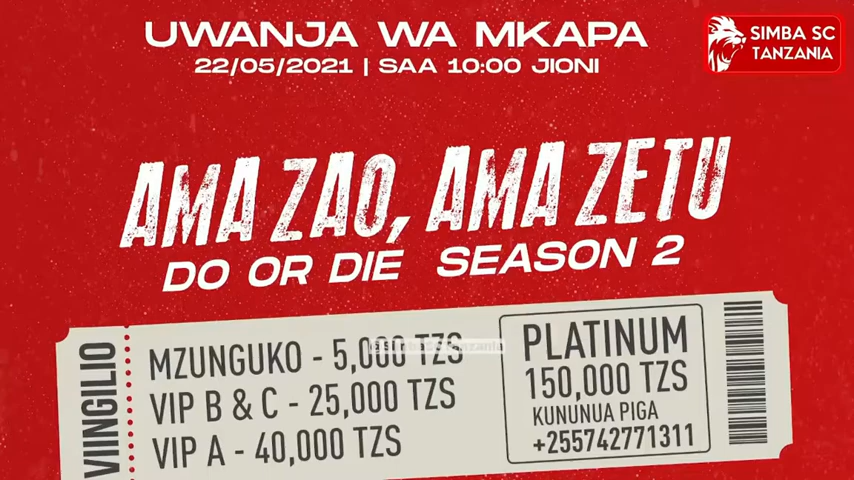 UWANJA WA MKAPA
22/05/2021 | SAA 10:00 JIONI
SIMBA SC
TANZANIA
AMA ZAO, AMA ZETU
DO OR DIE SEASON 2
VIINGILIO
MZUNGUKO - 5,000 TZS
VIP B & C - 25,000 TZS
VIP A - 40,000 TZS
PLATINUM
150,000 TZS
KUNUNUA PIGA
+255742771311